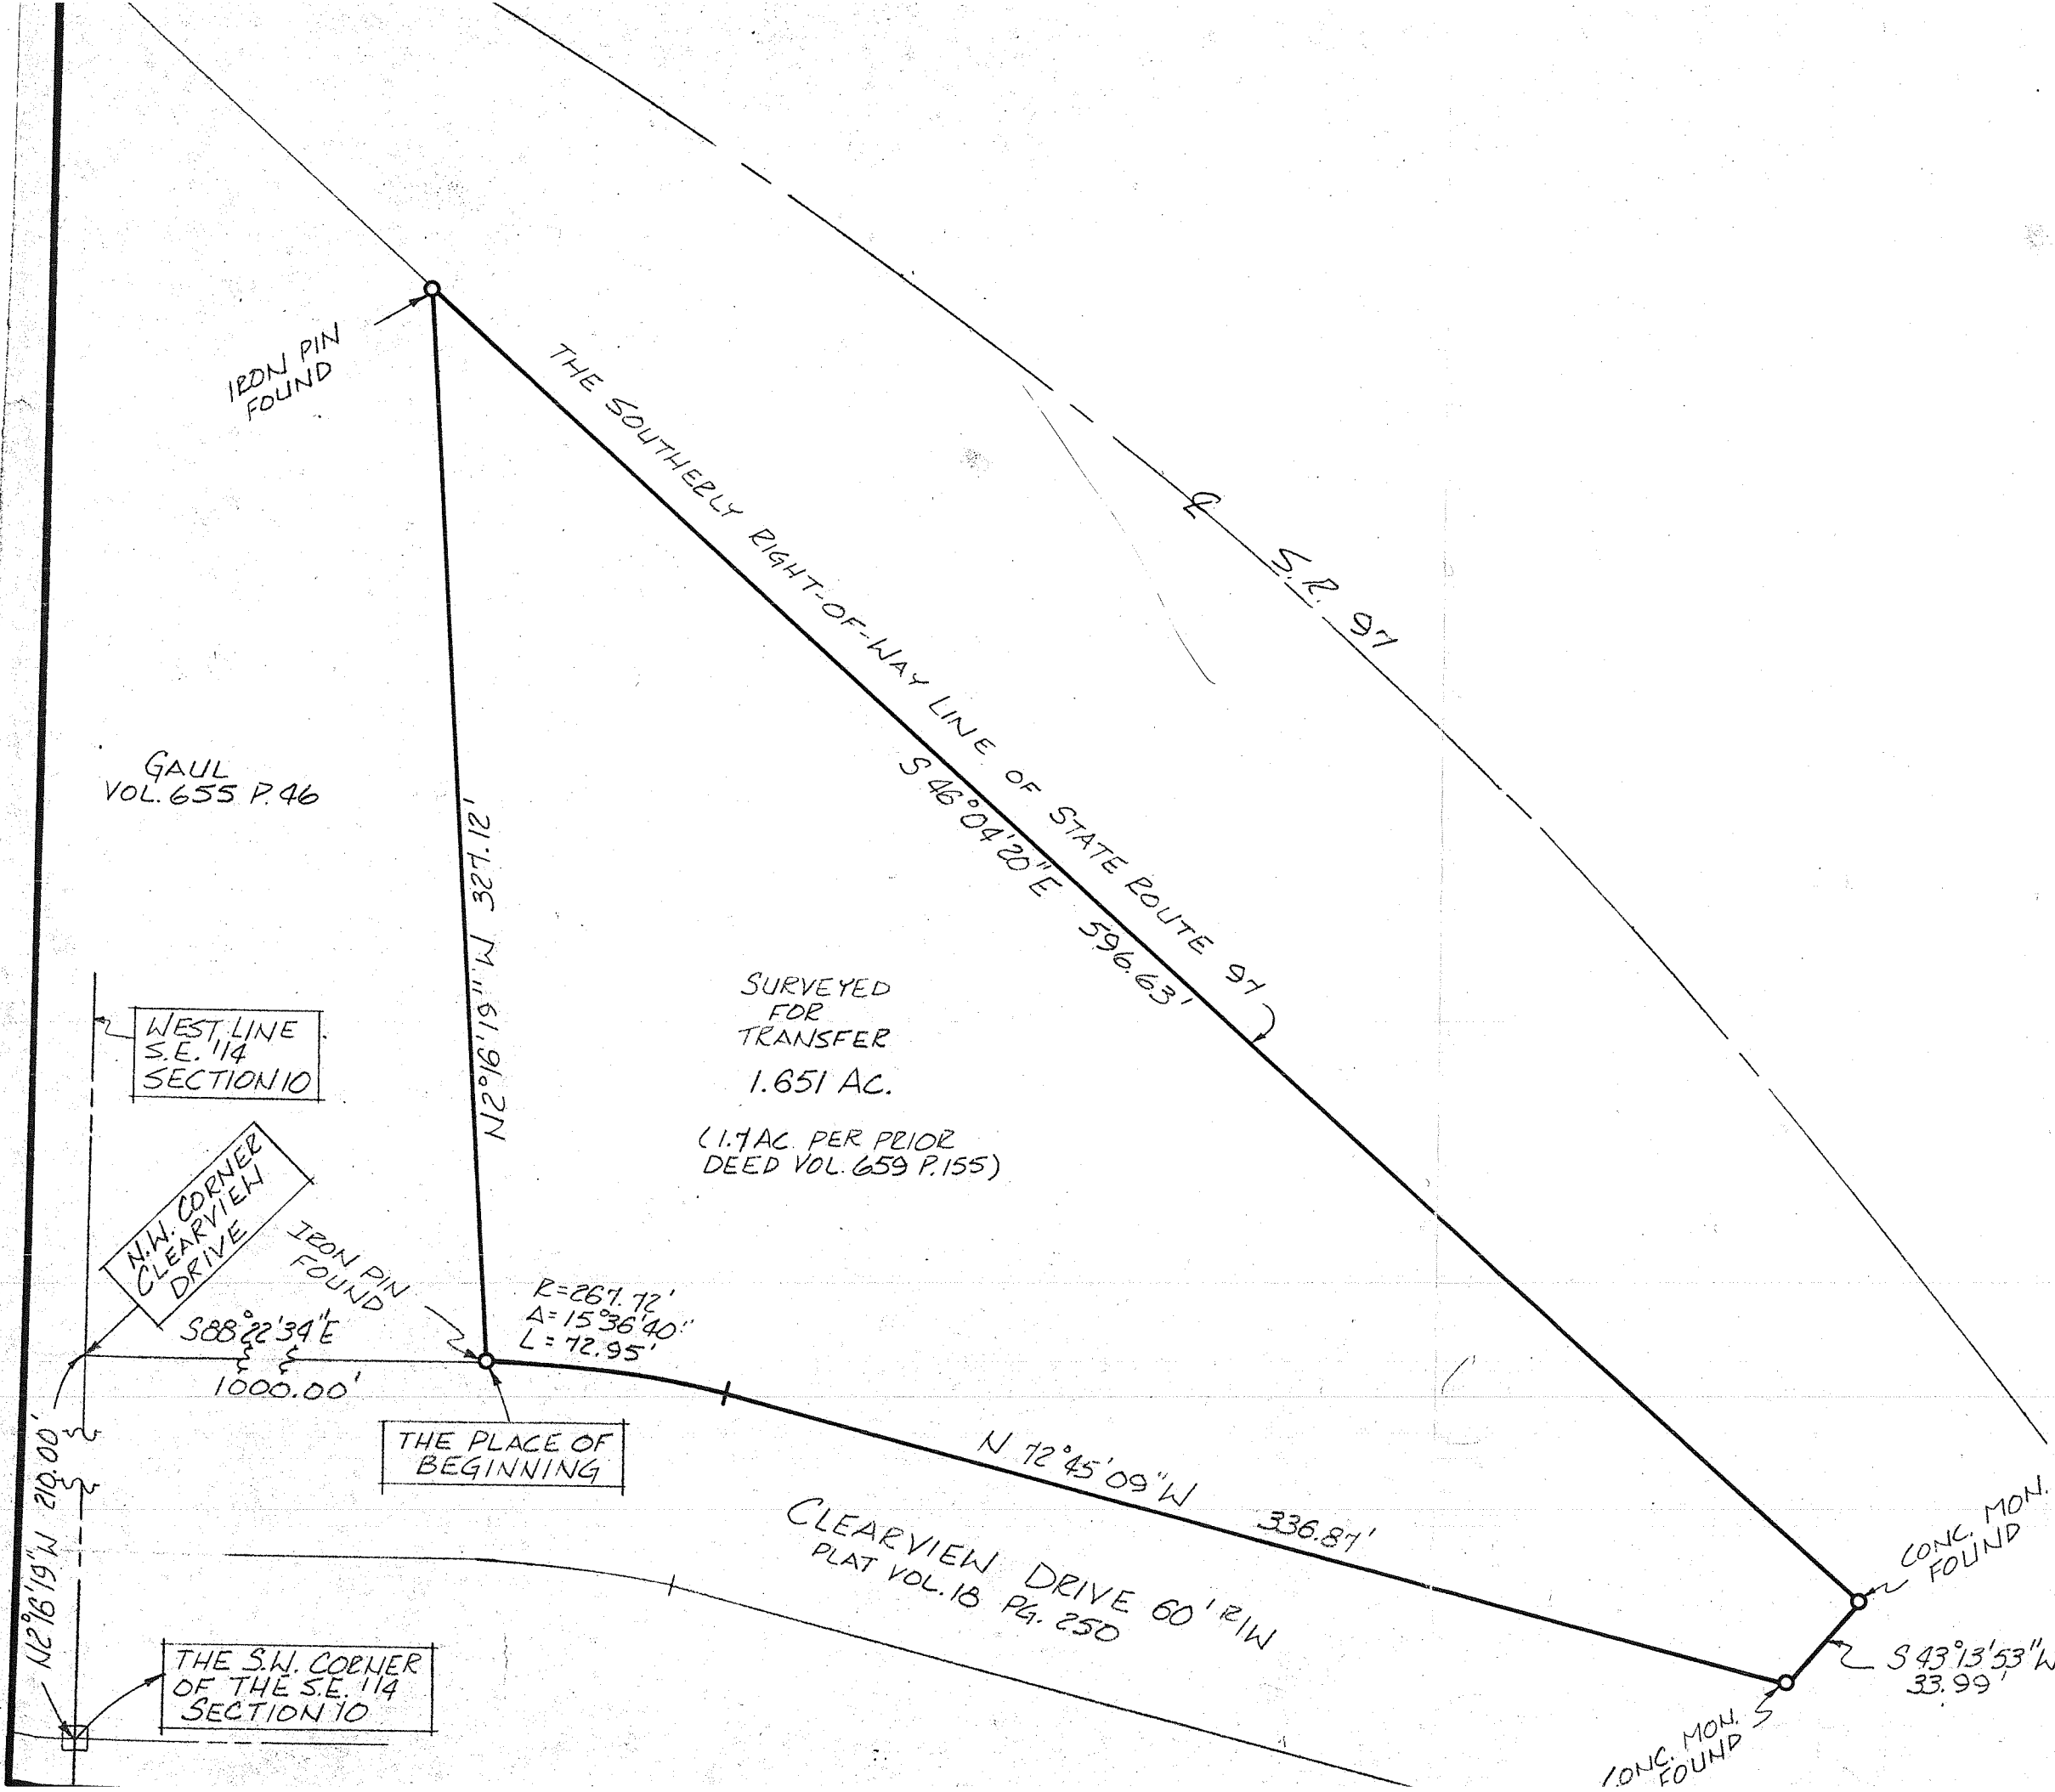 IRON PIN
FOUND
THE SOUTHERLY RIGHT-OF-WAY LINE OF STATE ROUTE 97
℄ S.R. 97
S 46°04'20"E 596.63'
GAUL
VOL. 655 P. 46
N2°16'19"W 327.12'
SURVEYED
FOR
TRANSFER
1.651 AC.
(1.7 AC. PER PRIOR
DEED VOL. 659 P. 155)
WEST LINE
S.E. 1/4
SECTION 10
N.W. CORNER
CLEARVIEW
DRIVE
IRON PIN
FOUND
S88°22'34"E
1000.00'
R=267.72'
Δ=15°36'40"
L=72.95'
THE PLACE OF
BEGINNING
N 72°45'09"W 336.87'
CLEARVIEW DRIVE 60' R/W
PLAT VOL. 18 PG. 250
CONC. MON.
FOUND
S 43°13'53"W
33.99'
CONC. MON.
FOUND
N2°16'19"W 210.00'
THE S.W. CORNER
OF THE S.E. 1/4
SECTION 10